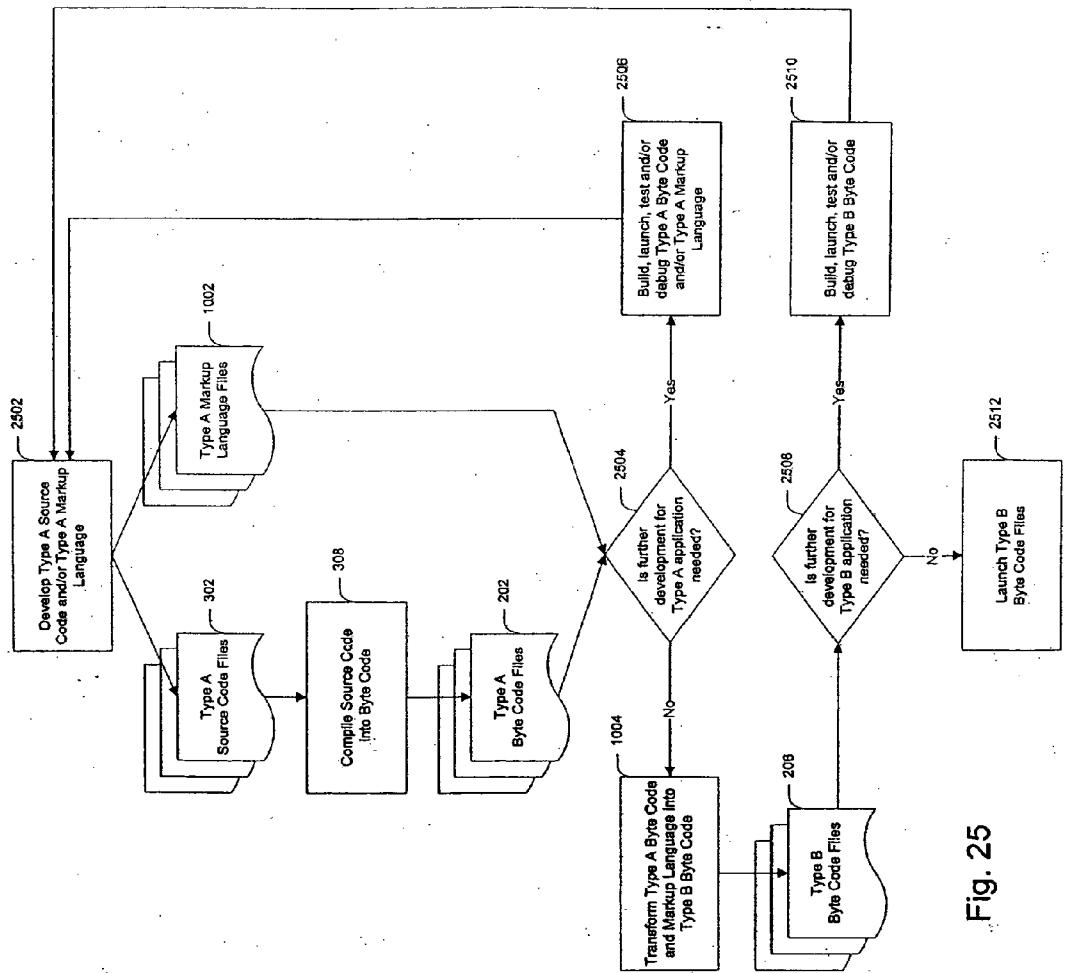 2502
Develop Type A Source
Code and/or Type A Markup
Language
302
Type A
Source Code Files
1002
Type A Markup
Language Files
308
Compile Source Code
into Byte Code
202
Type A
Byte Code Files
2504
Is further
development for
Type A application
needed?
Yes
No
2506
Build, launch, test and/or
debug Type A Byte Code
and/or Type A Markup
Language
1004
Transform Type A Byte Code
and Markup Language into
Type B Byte Code
206
Type B
Byte Code Files
2508
Is further
development for
Type B application
needed?
Yes
No
2510
Build, launch, test and/or
debug Type B Byte Code
2512
Launch Type B
Byte Code Files
Fig. 25